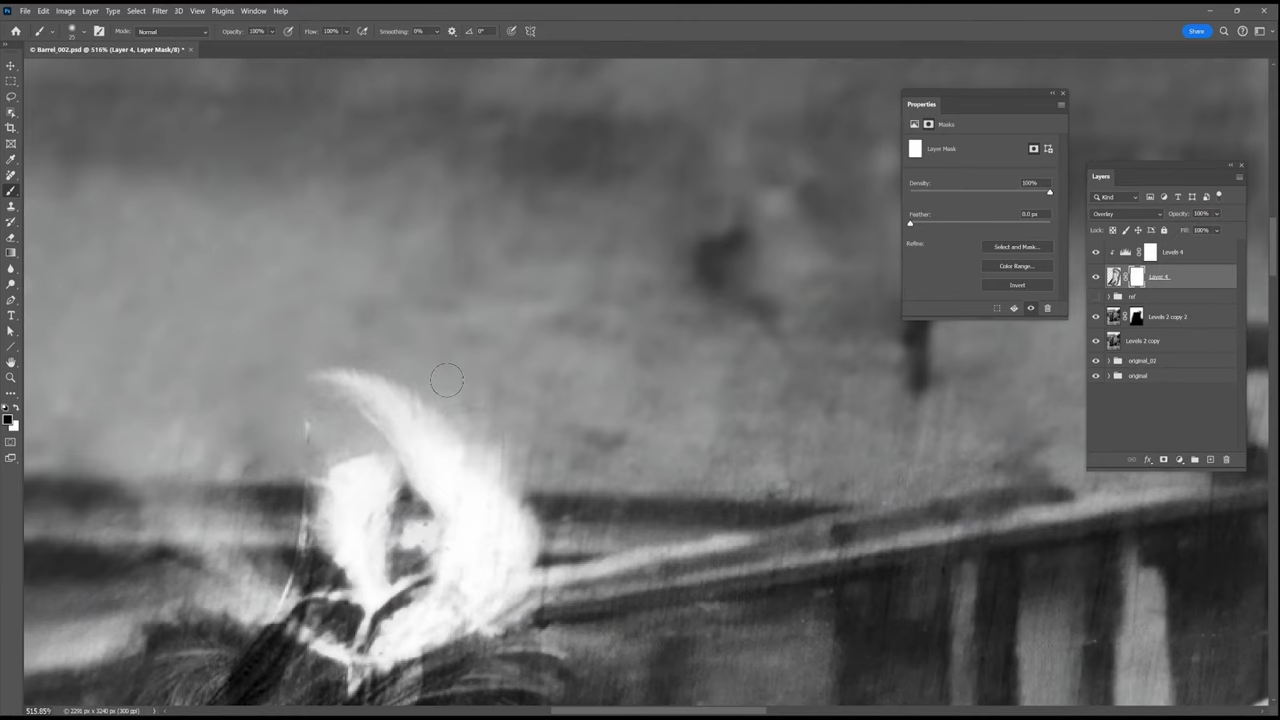 File Edit Image Layer Type Select Filter 3D View Plugins Window Help
25 Mode: Normal Opacity: 100% Flow: 100% Smoothing: 0% 0° Share
© Barrel_002.psd @ 516% (Layer 4, Layer Mask/8) *
Properties
Masks
Layer Mask
Density: 100%
Feather: 0.0 px
Refine: Select and Mask...
Color Range...
Invert
Layers
Kind
Overlay Opacity: 100%
Lock: Fill: 100%
Levels 4
Layer 4
ref
Levels 2 copy 2
Levels 2 copy
original_02
original
fx
515.85% © 2291 px x 3240 px (300 ppi)